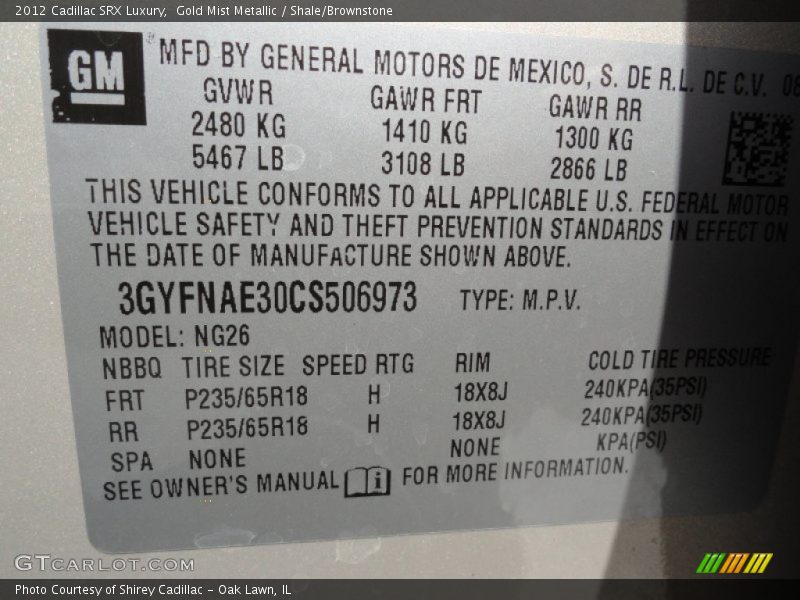 2012 Cadillac SRX Luxury,  Gold Mist Metallic / Shale/Brownstone
GM
MFD BY GENERAL MOTORS DE MEXICO, S. DE R.L. DE C.V. 08
GVWR GAWR FRT GAWR RR
2480 KG 1410 KG 1300 KG
5467 LB 3108 LB 2866 LB
THIS VEHICLE CONFORMS TO ALL APPLICABLE U.S. FEDERAL MOTOR
VEHICLE SAFETY AND THEFT PREVENTION STANDARDS IN EFFECT ON
THE DATE OF MANUFACTURE SHOWN ABOVE.
3GYFNAE30CS506973 TYPE: M.P.V.
MODEL: NG26
NBBQ TIRE SIZE SPEED RTG RIM COLD TIRE PRESSURE
FRT P235/65R18 H 18X8J 240KPA(35PSI)
RR P235/65R18 H 18X8J 240KPA(35PSI)
SPA NONE NONE KPA(PSI)
SEE OWNER'S MANUAL i FOR MORE INFORMATION.
GTCARLOT.COM
Photo Courtesy of Shirey Cadillac – Oak Lawn, IL